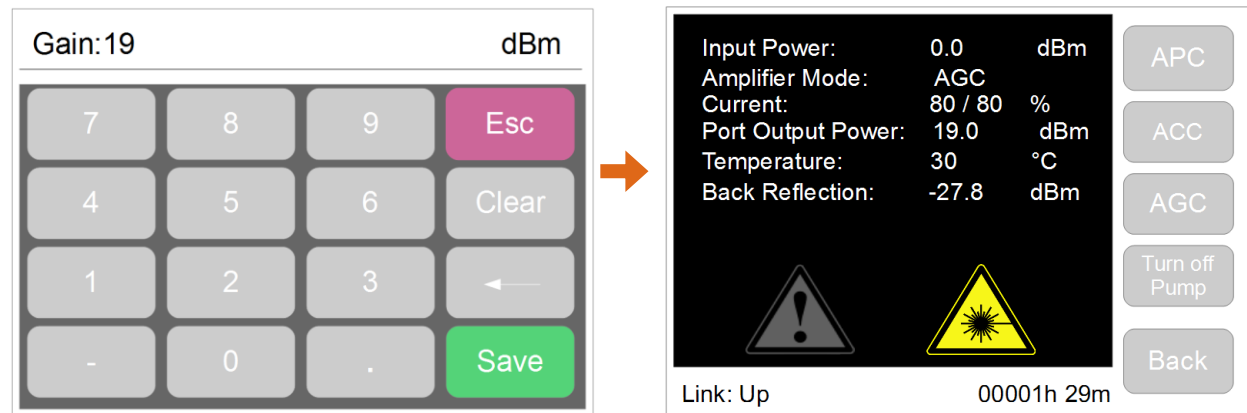 Gain:19 dBm
7 8 9 Esc
4 5 6 Clear
1 2 3
- 0 . Save
Input Power: 0.0 dBm
Amplifier Mode: AGC
Current: 80 / 80 %
Port Output Power: 19.0 dBm
Temperature: 30 °C
Back Reflection: -27.8 dBm
Link: Up 00001h 29m
APC
ACC
AGC
Turn off
Pump
Back